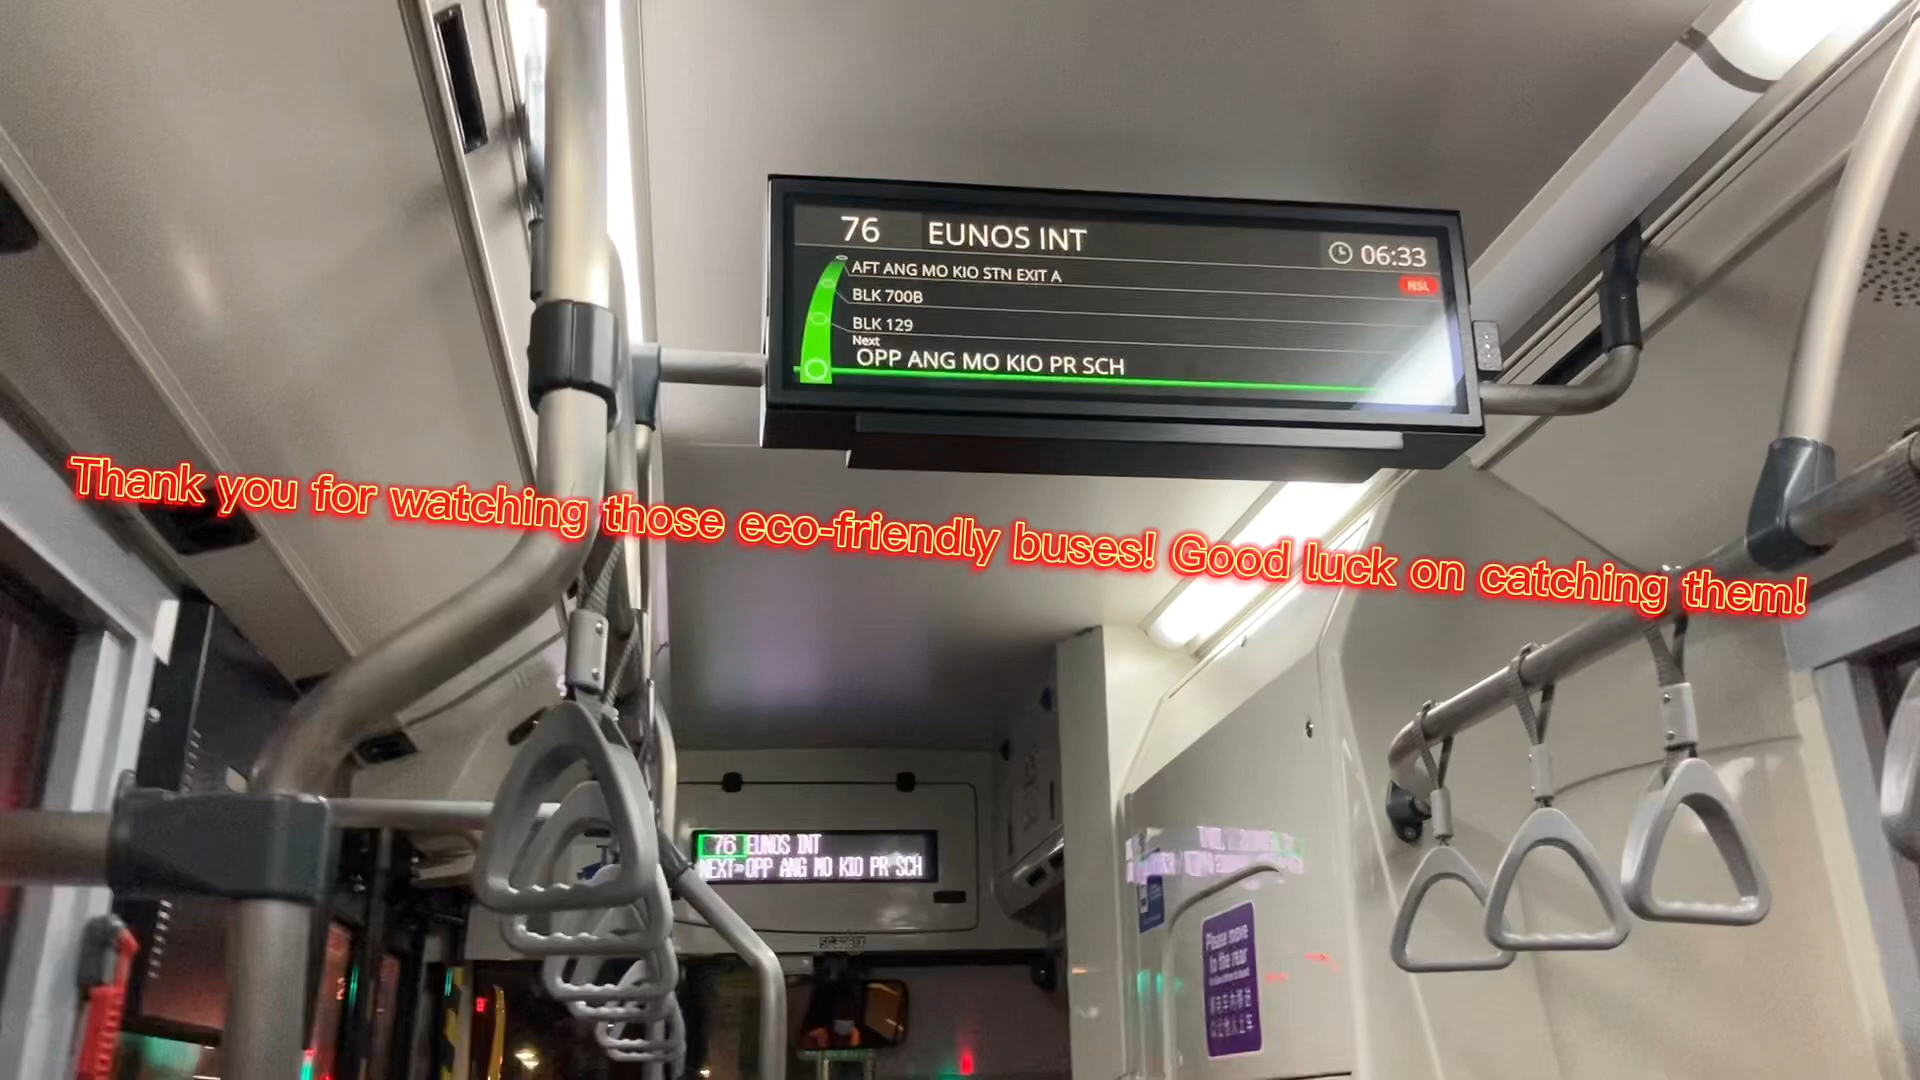 76 EUNOS INT 06:33
AFT ANG MO KIO STN EXIT A NSL
BLK 700B
BLK 129
Next
OPP ANG MO KIO PR SCH
Thank you for watching those eco-friendly buses! Good luck on catching them!
76 EUNOS INT
NEXT»OPP ANG MO KIO PR SCH
Please move
to the rear